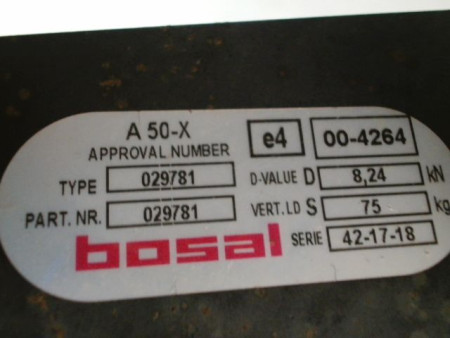 A 50-X e4 00-4264
APPROVAL NUMBER
TYPE 029781 D-VALUE D 8,24 kN
PART. NR. 029781 VERT. LD S 75 kg
bosal SERIE 42-17-18